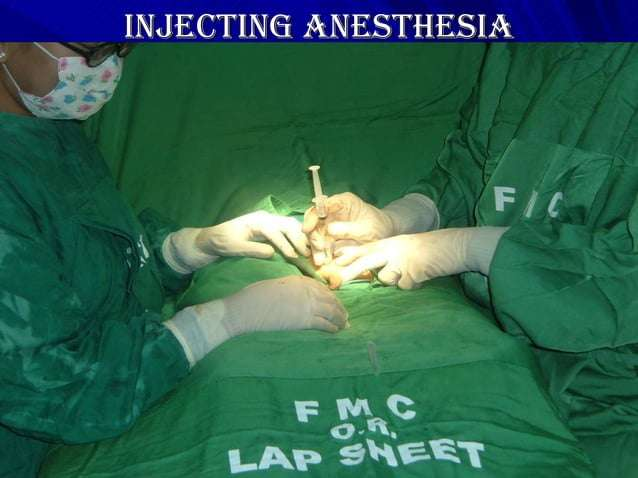 INJECTING ANESTHESIA
F M C
F M C
O.R.
LAP SHEET